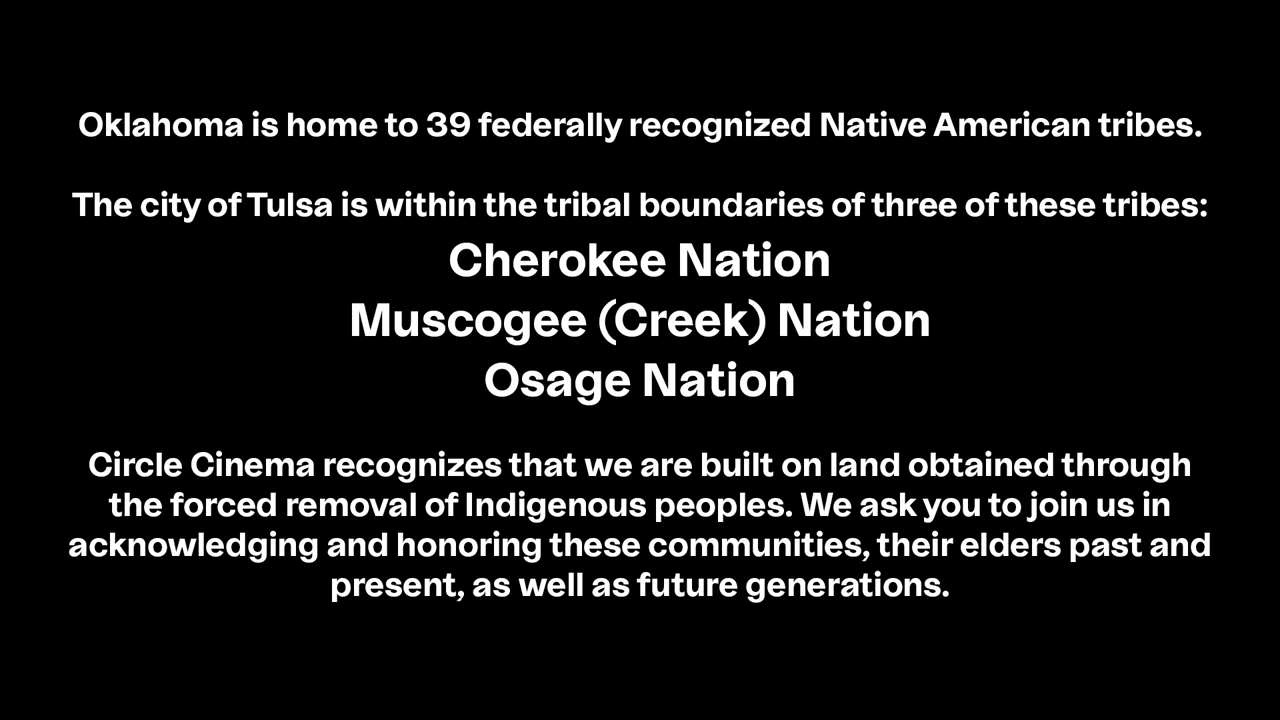 Oklahoma is home to 39 federally recognized Native American tribes.
The city of Tulsa is within the tribal boundaries of three of these tribes:
Cherokee Nation
Muscogee (Creek) Nation
Osage Nation
Circle Cinema recognizes that we are built on land obtained through
the forced removal of Indigenous peoples. We ask you to join us in
acknowledging and honoring these communities, their elders past and
present, as well as future generations.